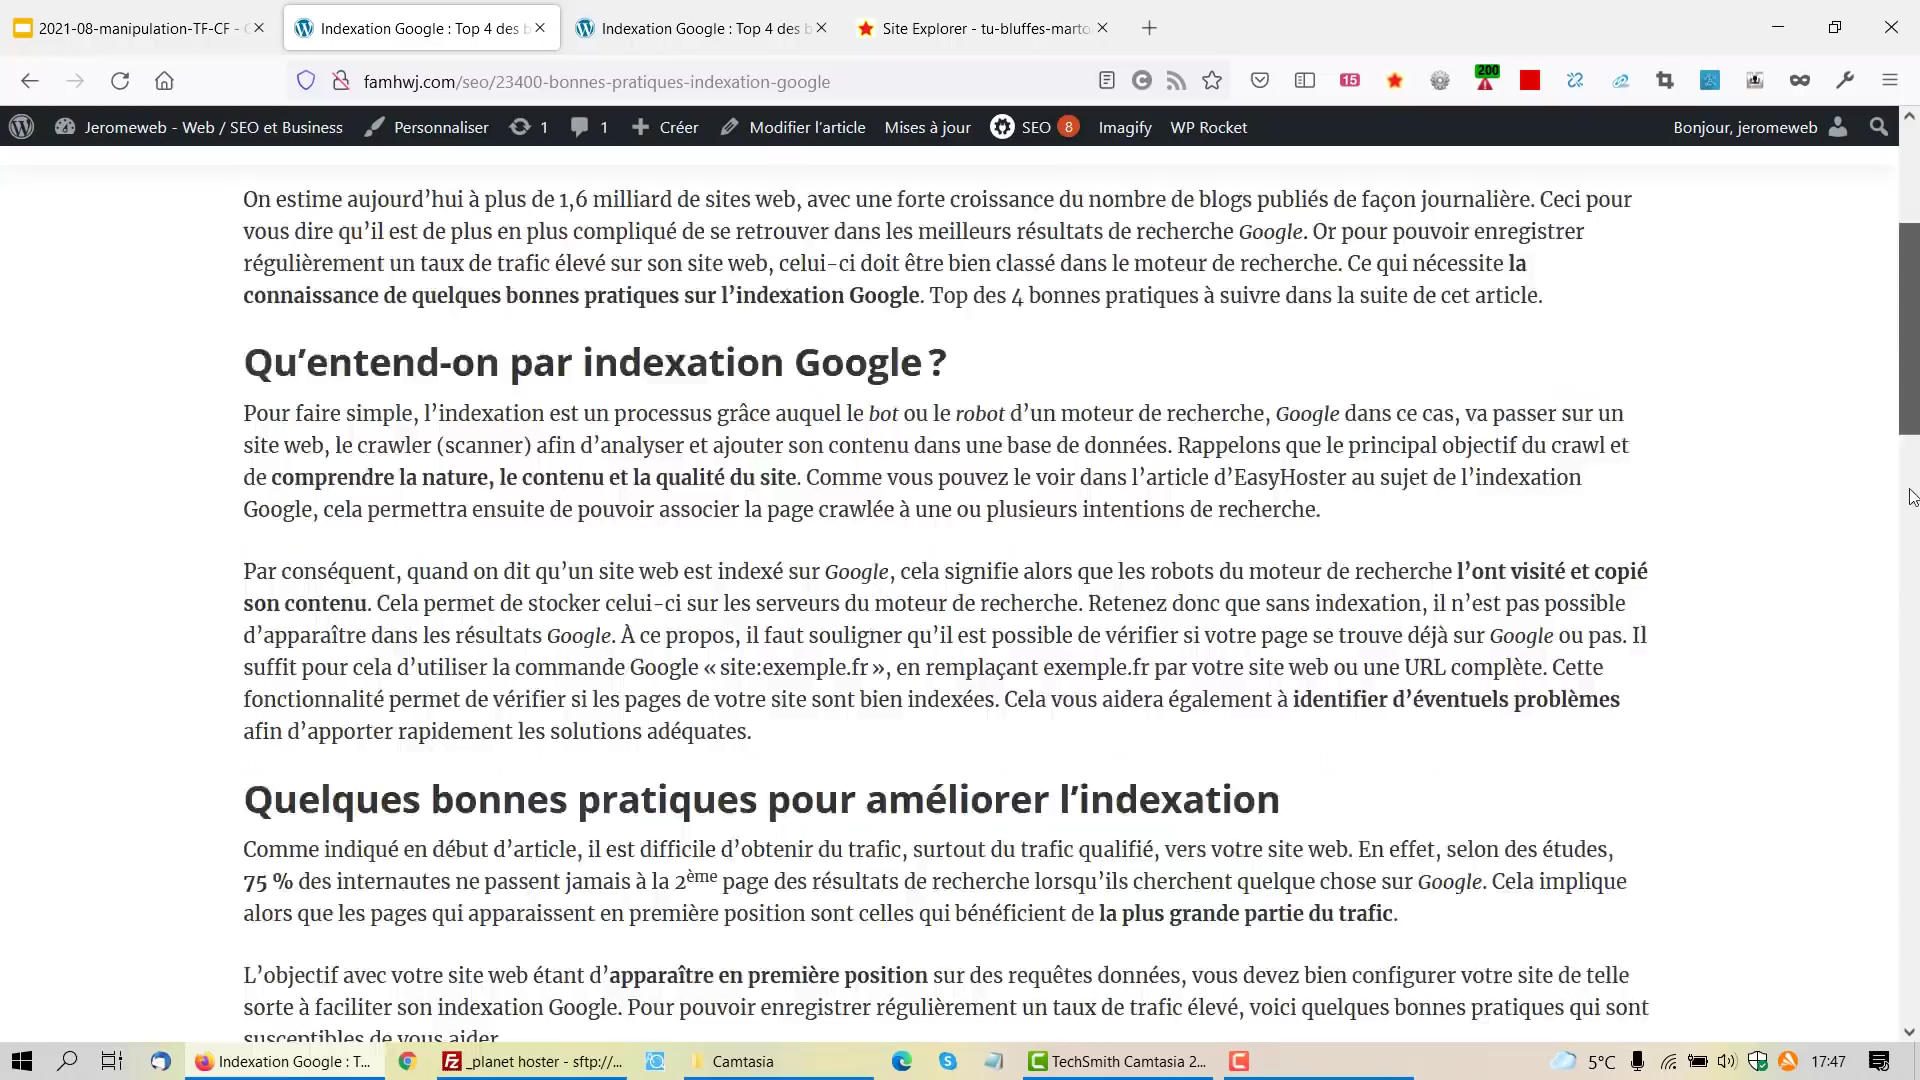 2021-08-manipulation-TF-CF -
Indexation Google : Top 4 des b
Indexation Google : Top 4 des b
Site Explorer - tu-bluffes-marto
famhwj.com/seo/23400-bonnes-pratiques-indexation-google
15
200
Jeromeweb - Web / SEO et Business
Personnaliser
1
1
Créer
Modifier l’article
Mises à jour
SEO 8
Imagify
WP Rocket
Bonjour, jeromeweb
On estime aujourd’hui à plus de 1,6 milliard de sites web, avec une forte croissance du nombre de blogs publiés de façon journalière. Ceci pour
vous dire qu’il est de plus en plus compliqué de se retrouver dans les meilleurs résultats de recherche Google. Or pour pouvoir enregistrer
régulièrement un taux de trafic élevé sur son site web, celui-ci doit être bien classé dans le moteur de recherche. Ce qui nécessite la
connaissance de quelques bonnes pratiques sur l’indexation Google. Top des 4 bonnes pratiques à suivre dans la suite de cet article.
Qu’entend-on par indexation Google ?
Pour faire simple, l’indexation est un processus grâce auquel le bot ou le robot d’un moteur de recherche, Google dans ce cas, va passer sur un
site web, le crawler (scanner) afin d’analyser et ajouter son contenu dans une base de données. Rappelons que le principal objectif du crawl et
de comprendre la nature, le contenu et la qualité du site. Comme vous pouvez le voir dans l’article d’EasyHoster au sujet de l’indexation
Google, cela permettra ensuite de pouvoir associer la page crawlée à une ou plusieurs intentions de recherche.
Par conséquent, quand on dit qu’un site web est indexé sur Google, cela signifie alors que les robots du moteur de recherche l’ont visité et copié
son contenu. Cela permet de stocker celui-ci sur les serveurs du moteur de recherche. Retenez donc que sans indexation, il n’est pas possible
d’apparaître dans les résultats Google. À ce propos, il faut souligner qu’il est possible de vérifier si votre page se trouve déjà sur Google ou pas. Il
suffit pour cela d’utiliser la commande Google « site:exemple.fr », en remplaçant exemple.fr par votre site web ou une URL complète. Cette
fonctionnalité permet de vérifier si les pages de votre site sont bien indexées. Cela vous aidera également à identifier d’éventuels problèmes
afin d’apporter rapidement les solutions adéquates.
Quelques bonnes pratiques pour améliorer l’indexation
Comme indiqué en début d’article, il est difficile d’obtenir du trafic, surtout du trafic qualifié, vers votre site web. En effet, selon des études,
75 % des internautes ne passent jamais à la 2ème page des résultats de recherche lorsqu’ils cherchent quelque chose sur Google. Cela implique
alors que les pages qui apparaissent en première position sont celles qui bénéficient de la plus grande partie du trafic.
L’objectif avec votre site web étant d’apparaître en première position sur des requêtes données, vous devez bien configurer votre site de telle
sorte à faciliter son indexation Google. Pour pouvoir enregistrer régulièrement un taux de trafic élevé, voici quelques bonnes pratiques qui sont
susceptibles de vous aider.
Indexation Google : T...
_planet hoster - sftp://...
Camtasia
TechSmith Camtasia 2...
5°C
17:47